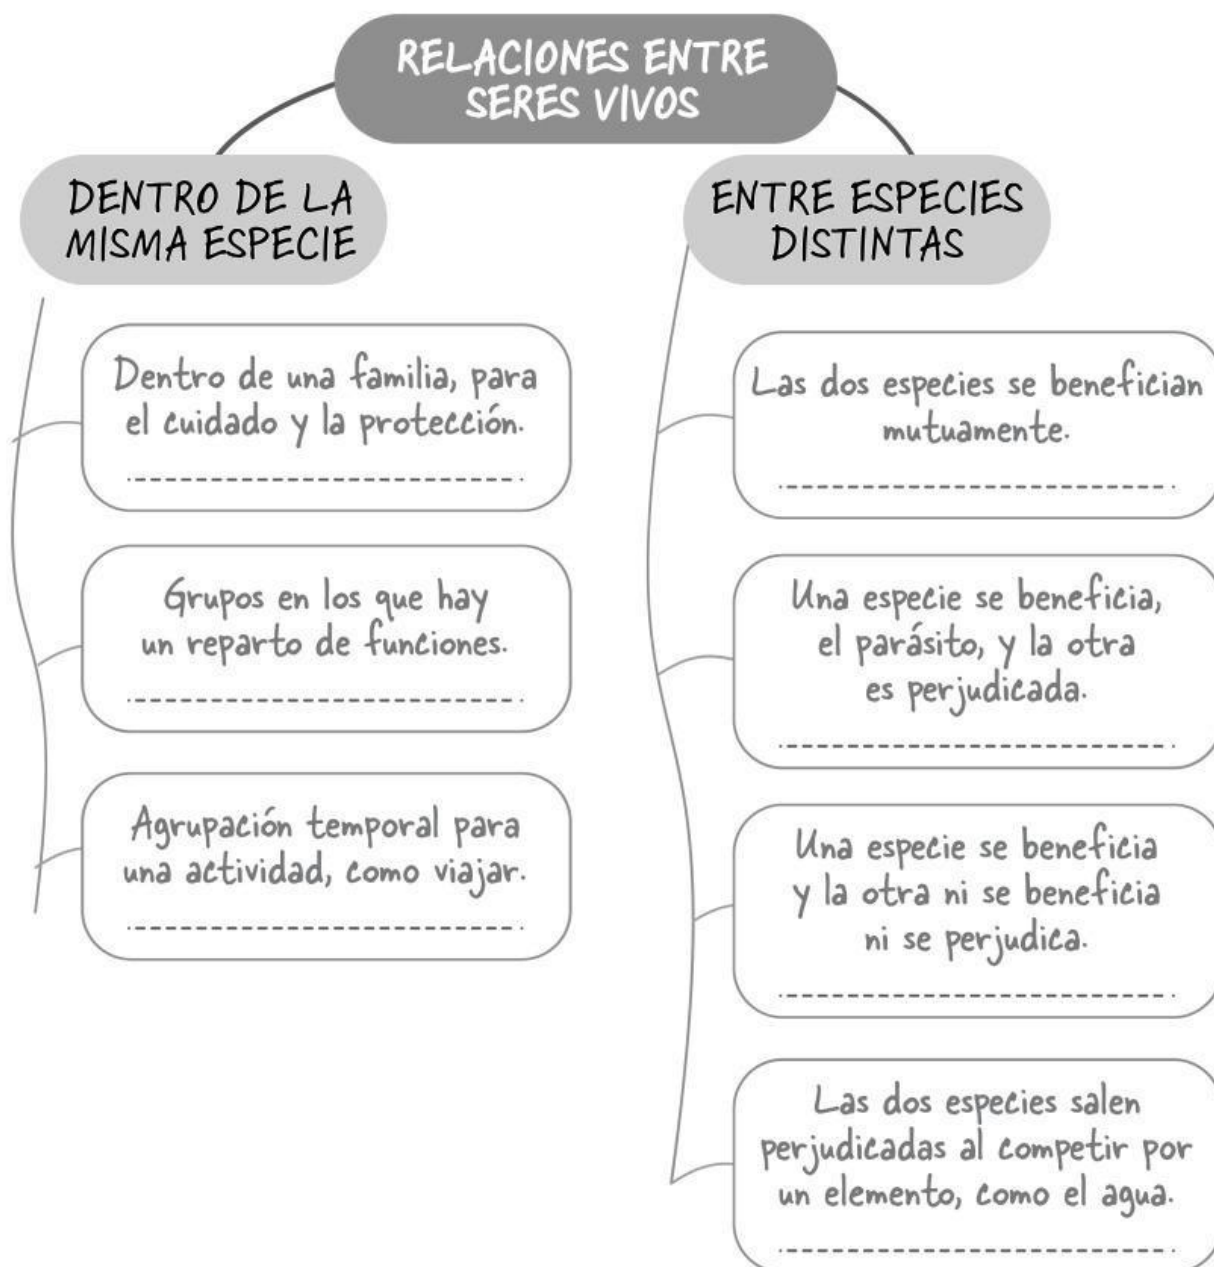 RELACIONES ENTRE
SERES VIVOS
DENTRO DE LA
MISMA ESPECIE
Dentro de una familia, para
el cuidado y la protección.
Grupos en los que hay
un reparto de funciones.
Agrupación temporal para
una actividad, como viajar.
ENTRE ESPECIES
DISTINTAS
Las dos especies se benefician
mutuamente.
Una especie se beneficia,
el parásito, y la otra
es perjudicada.
Una especie se beneficia
y la otra ni se beneficia
ni se perjudica.
Las dos especies salen
perjudicadas al competir por
un elemento, como el agua.